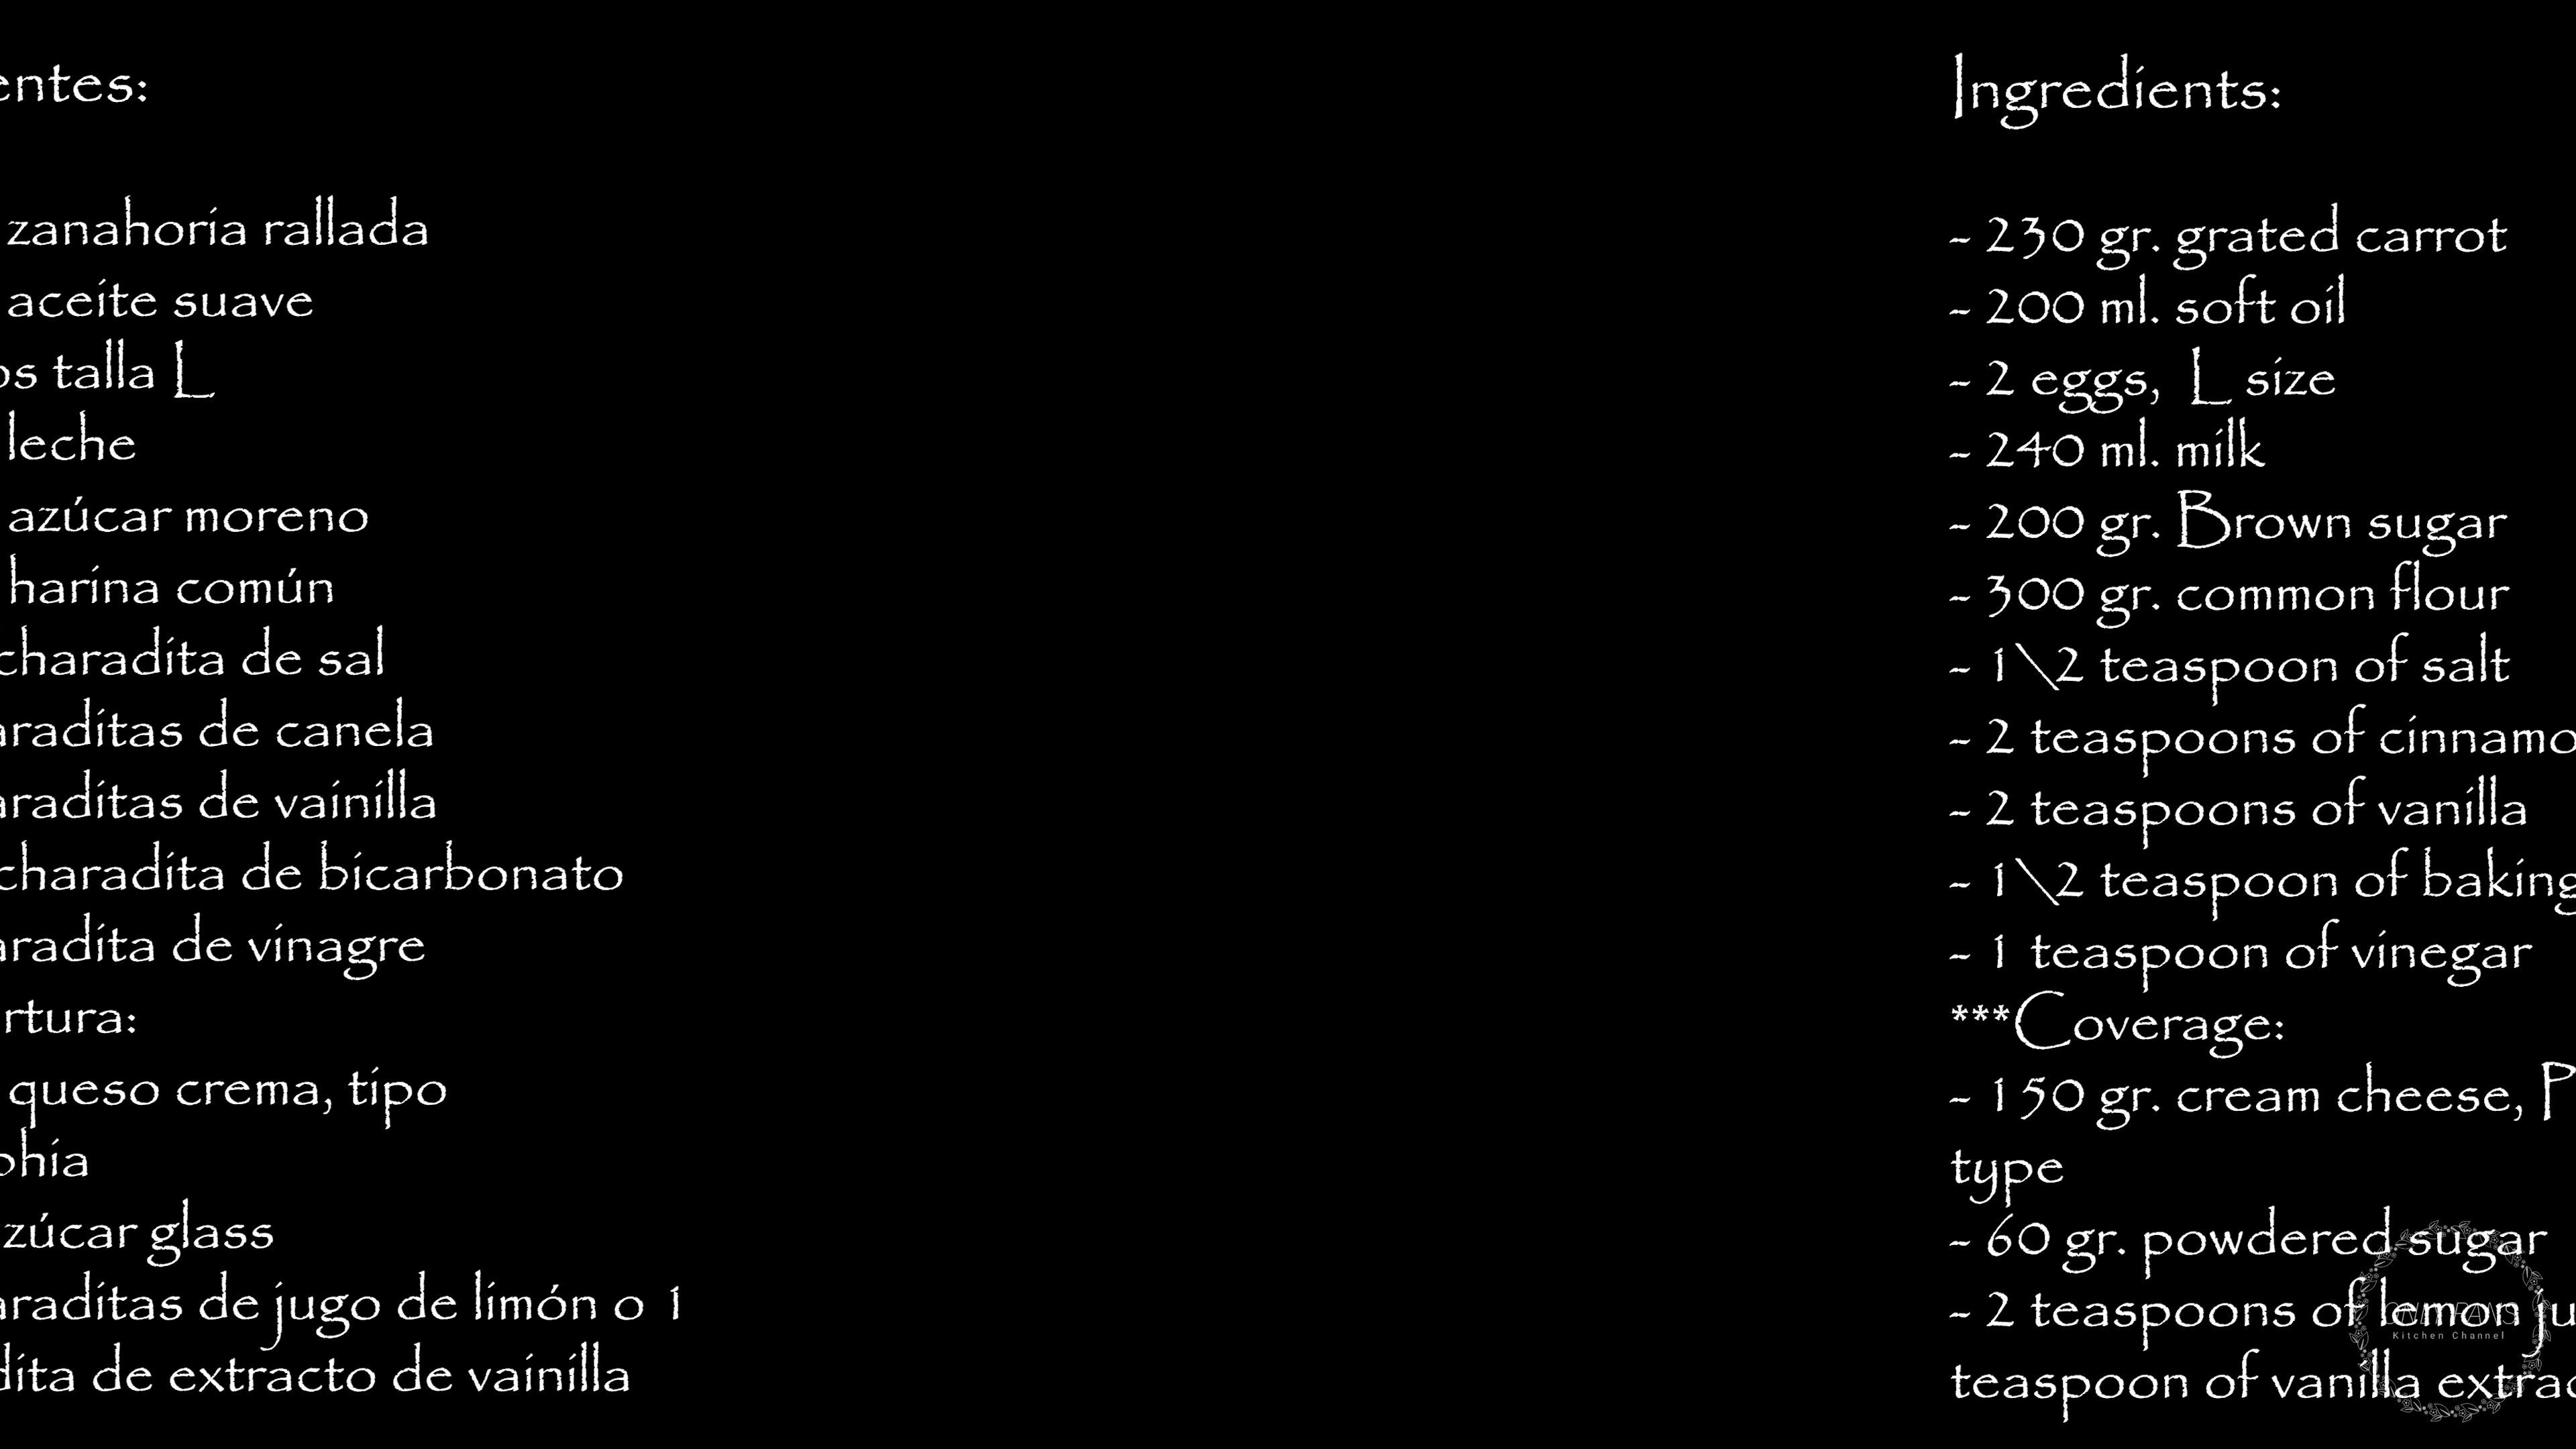 entes:
zanahoria rallada
aceite suave
os talla L
leche
azúcar moreno
harina común
charadita de sal
araditas de canela
araditas de vainilla
charadita de bicarbonato
aradita de vinagre
rtura:
queso crema, tipo
phia
zúcar glass
araditas de jugo de limón o 1
dita de extracto de vainilla
Ingredients:
- 230 gr. grated carrot
- 200 ml. soft oil
- 2 eggs, L size
- 240 ml. milk
- 200 gr. Brown sugar
- 300 gr. common flour
- 1\2 teaspoon of salt
- 2 teaspoons of cinnamo
- 2 teaspoons of vanilla
- 1\2 teaspoon of baking
- 1 teaspoon of vinegar
***Coverage:
- 150 gr. cream cheese, P
type
- 60 gr. powdered sugar
- 2 teaspoons of lemon ju
teaspoon of vanilla extrac
Kitchen Channel